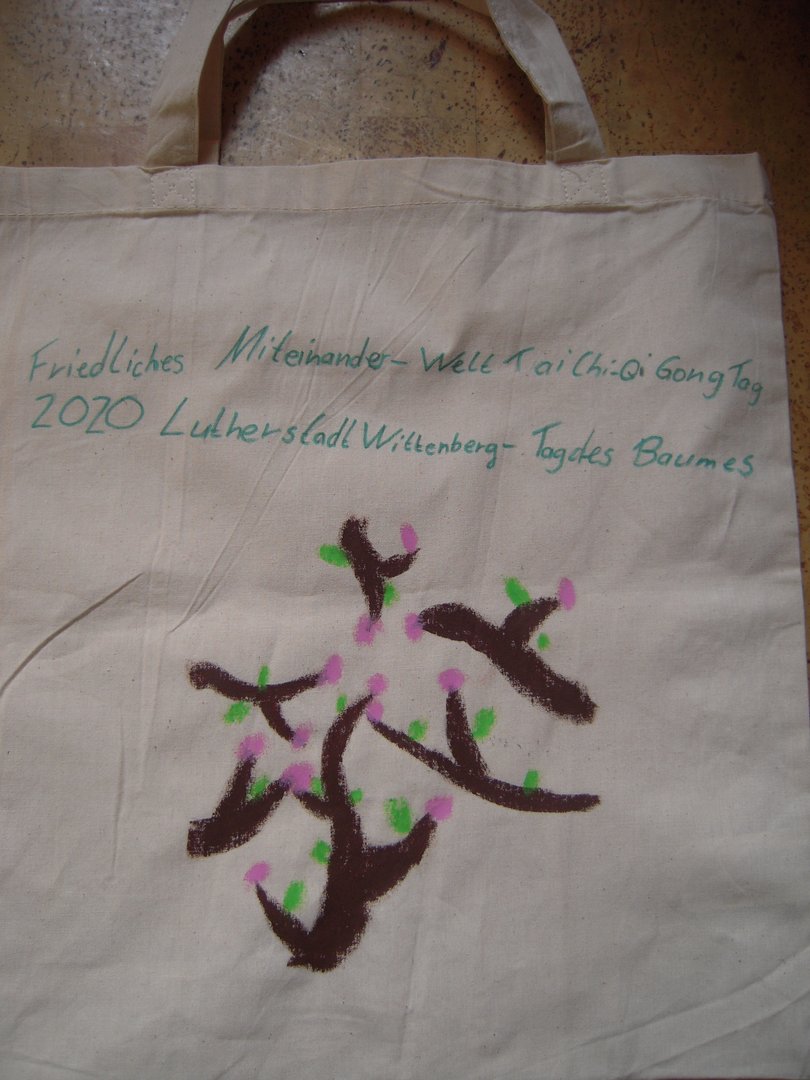 Friedliches Miteinander - Welt Tai Chi-Qi Gong Tag
2020 Lutherstadt Wittenberg - Tag des Baumes